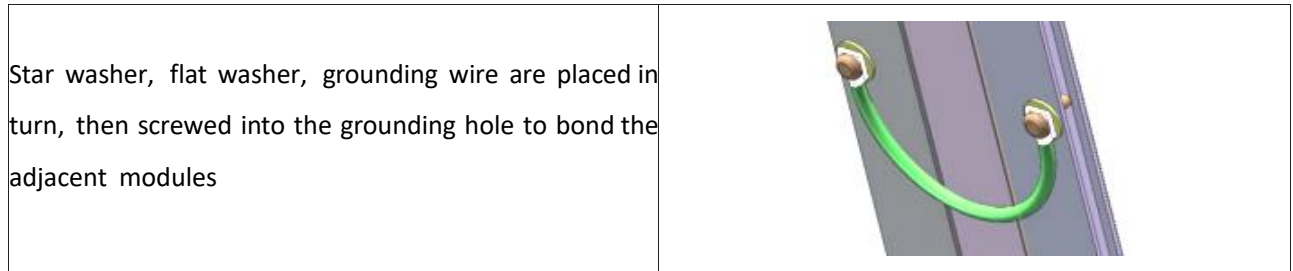 Star washer, flat washer, grounding wire are placed in
turn, then screwed into the grounding hole to bond the
adjacent modules